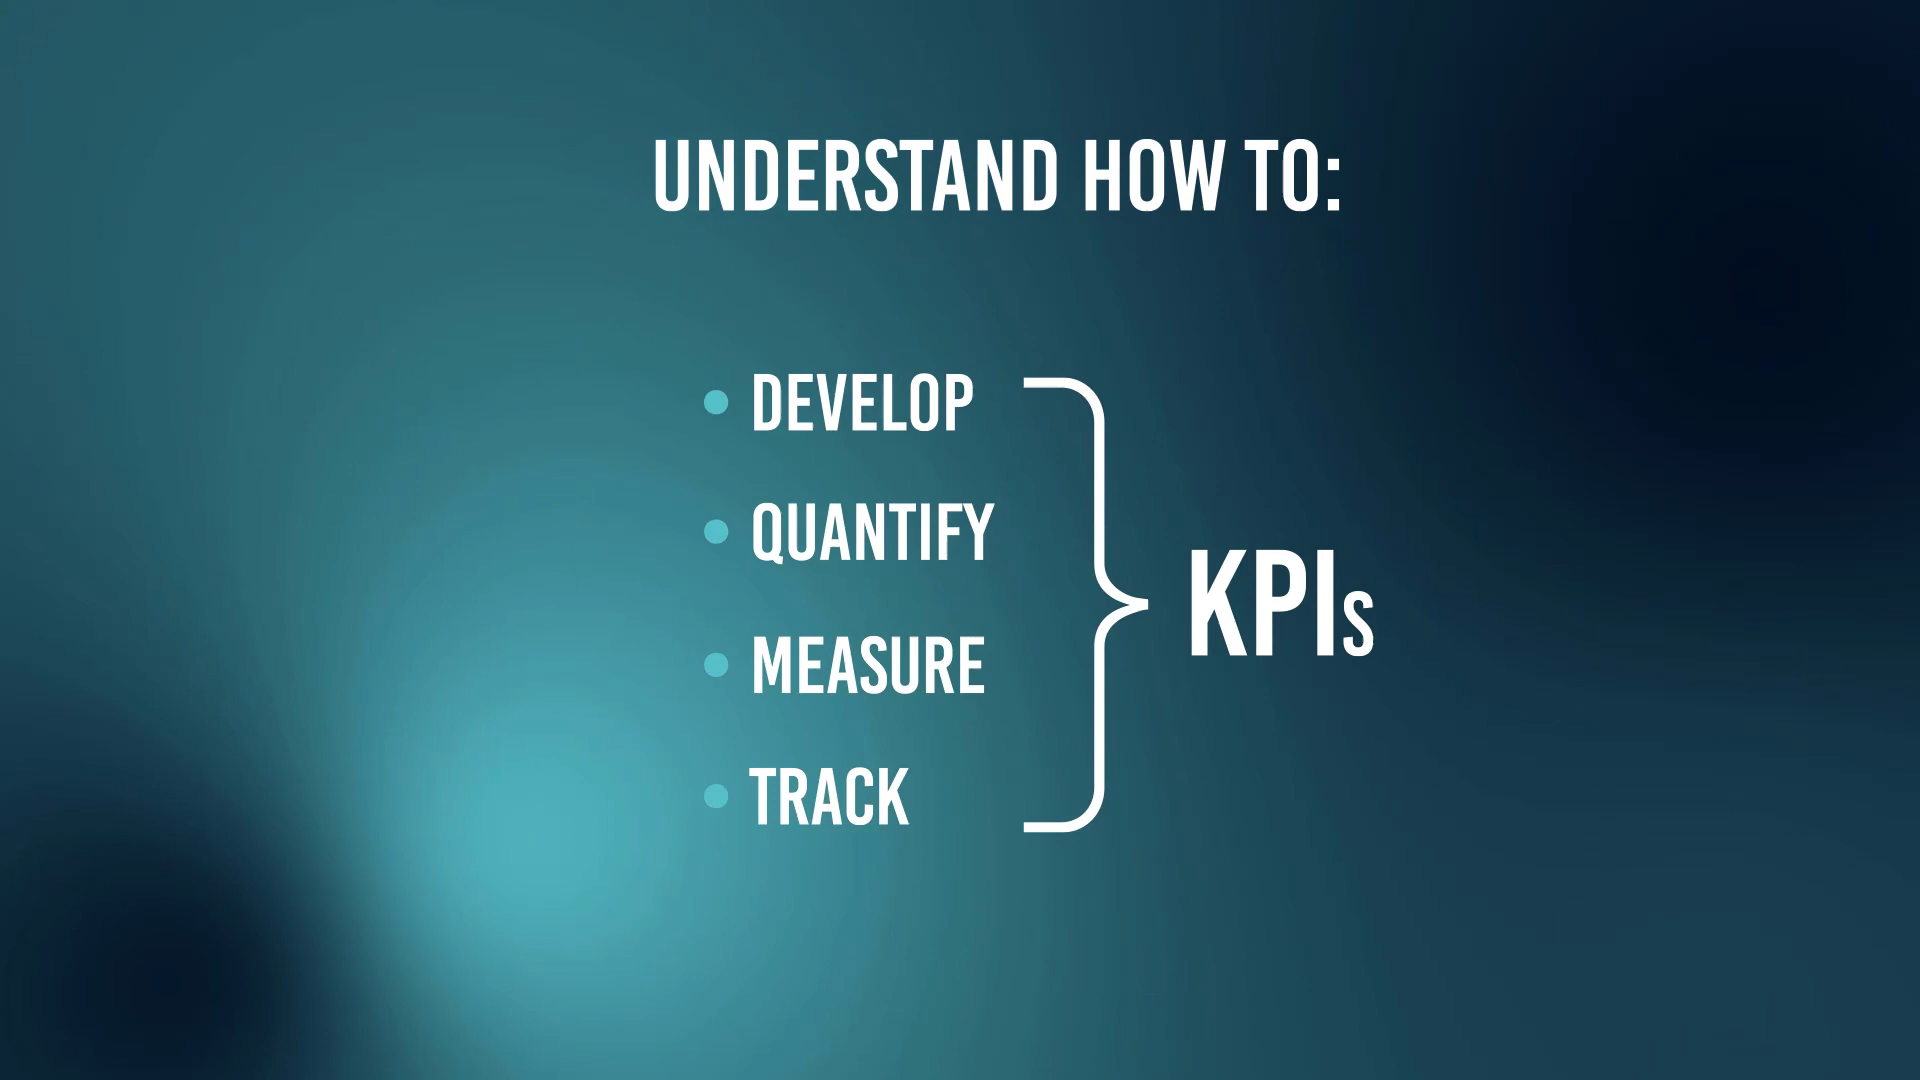 UNDERSTAND HOW TO:
• DEVELOP
• QUANTIFY
• MEASURE
• TRACK
KPIs